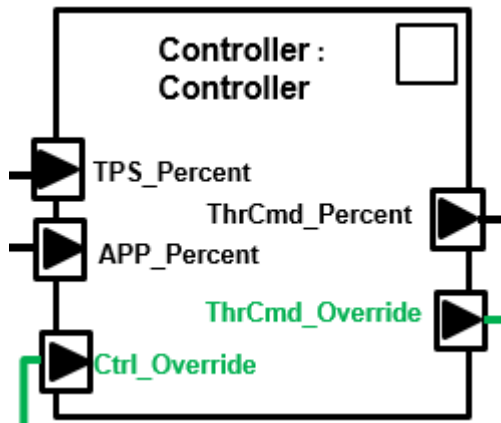 Controller :
Controller
TPS_Percent
ThrCmd_Percent
APP_Percent
ThrCmd_Override
Ctrl_Override